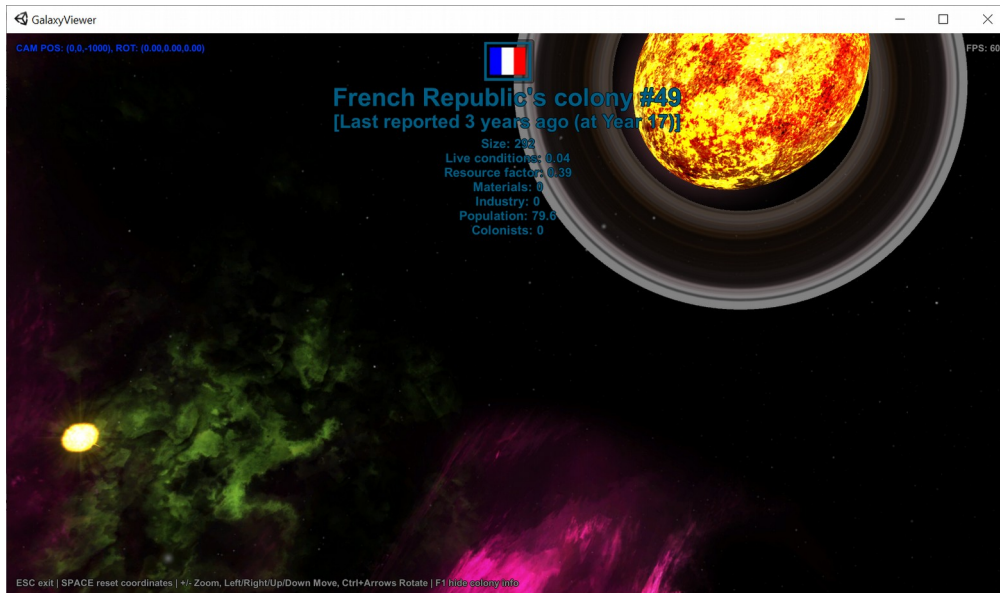 GalaxyViewer
CAM POS: (0,0,-1000), ROT: (0.00,0.00,0.00)
FPS: 60
French Republic's colony #49
[Last reported 3 years ago (at Year 17)]
Size: 292
Live conditions: 0.04
Resource factor: 0.39
Materials: 0
Industry: 0
Population: 79.6
Colonists: 0
ESC exit | SPACE reset coordinates | +/- Zoom, Left/Right/Up/Down Move, Ctrl+Arrows Rotate | F1 hide colony info